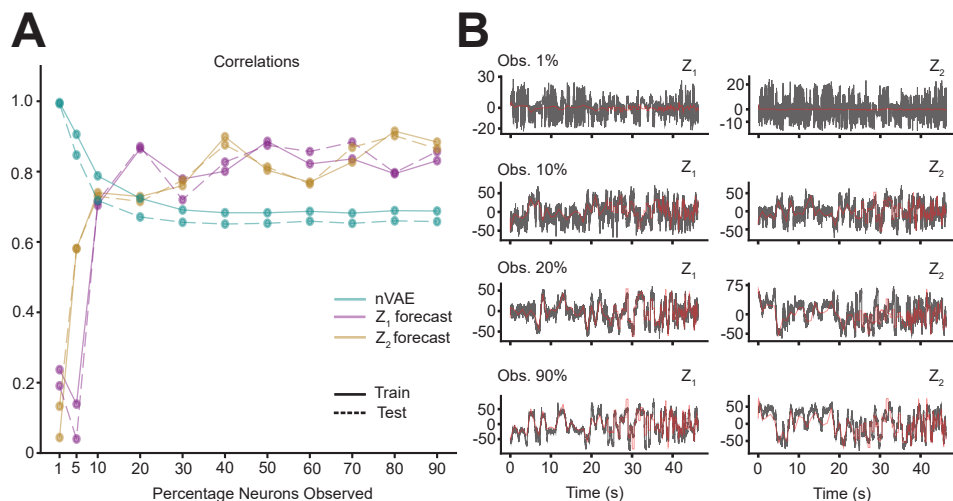 A
Correlations
1.0
0.8
0.6
0.4
0.2
0
nVAE
Z1 forecast
Z2 forecast
Train
Test
1 5 10 20 30 40 50 60 70 80 90
Percentage Neurons Observed
B
Obs. 1%
Z1
30
0
-20
Z2
20
0
-10
Obs. 10%
Z1
50
0
-50
Z2
50
0
-50
Obs. 20%
Z1
50
0
-50
Z2
75
0
-50
Obs. 90%
Z1
50
0
-50
0 20 40
Time (s)
Z2
50
0
-50
0 20 40
Time (s)